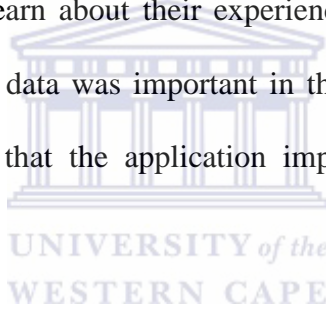 earn about their experienc
data was important in th
that the application imp
UNIVERSITY of the
WESTERN CAPE